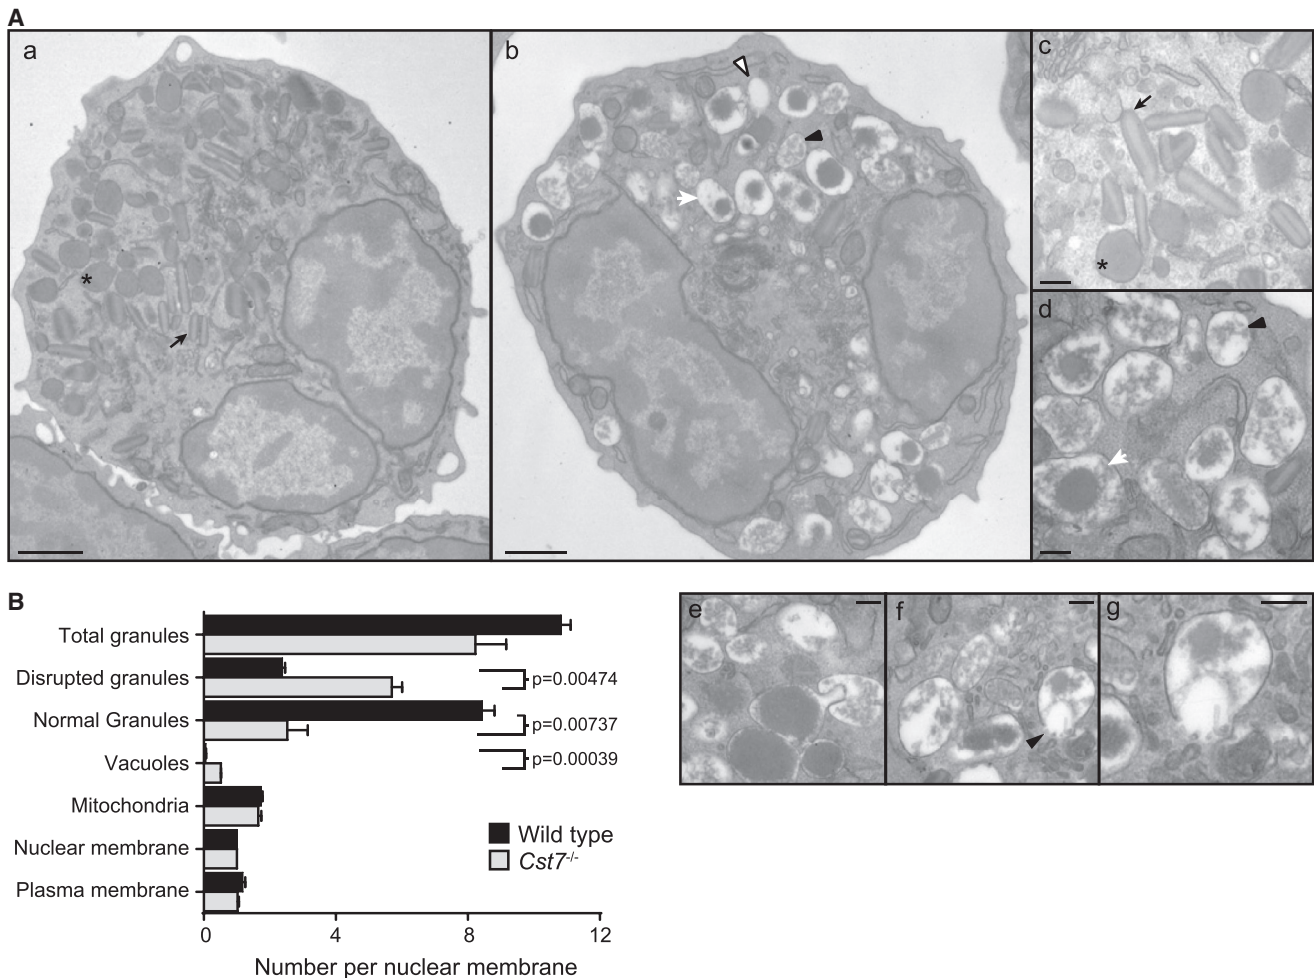 A
a
b
c
d
*
*
B
Total granules
Disrupted granules
p=0.00474
Normal Granules
p=0.00737
Vacuoles
p=0.00039
Mitochondria
Nuclear membrane
Plasma membrane
Wild type
Cst7-/-
0 4 8 12
Number per nuclear membrane
e
f
g